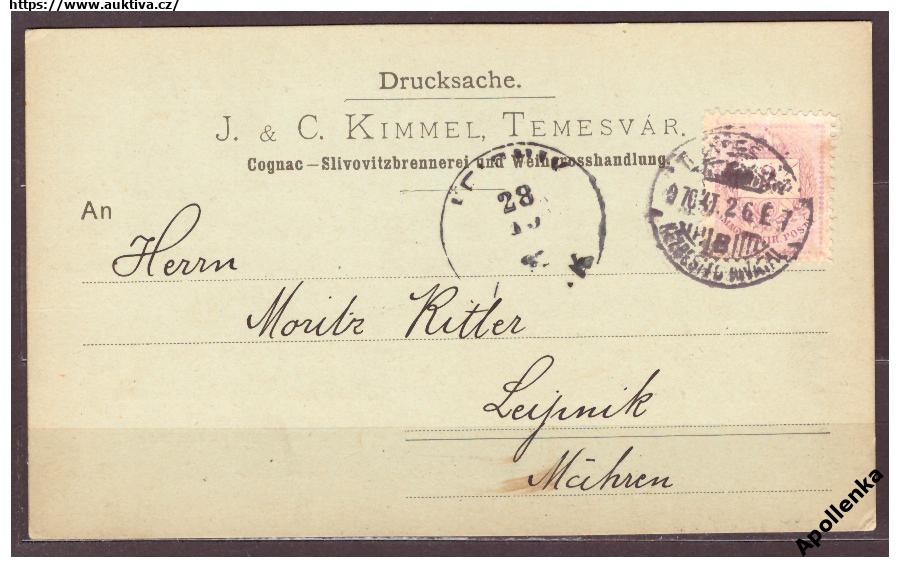 https://www.auktiva.cz/
Drucksache.
J. & C. KIMMEL, TEMESVÁR.
Cognac—Slivovitzbrennerei und Weingrosshandlung.
An
Herrn
Moritz Ritter
Leipnik
Mähren
28
Apollenka